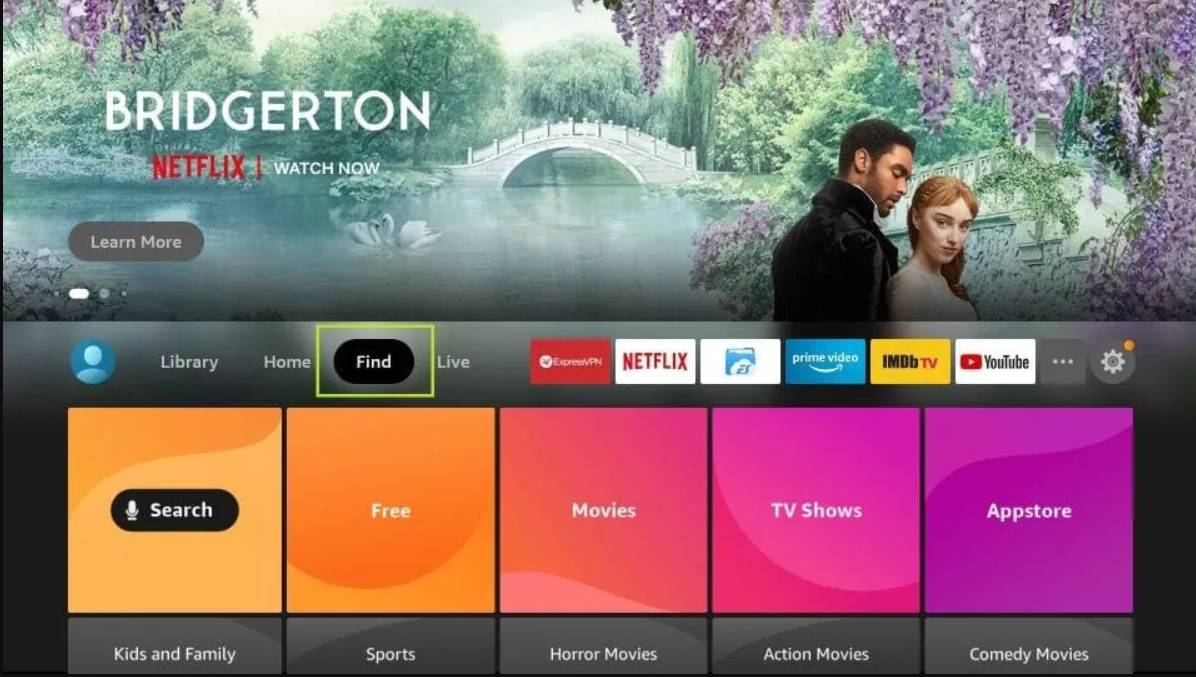 BRIDGERTON
NETFLIX | WATCH NOW
Learn More
Library Home Find Live ExpressVPN NETFLIX ES prime video IMDb TV YouTube ...
Search Free Movies TV Shows Appstore
Kids and Family Sports Horror Movies Action Movies Comedy Movies